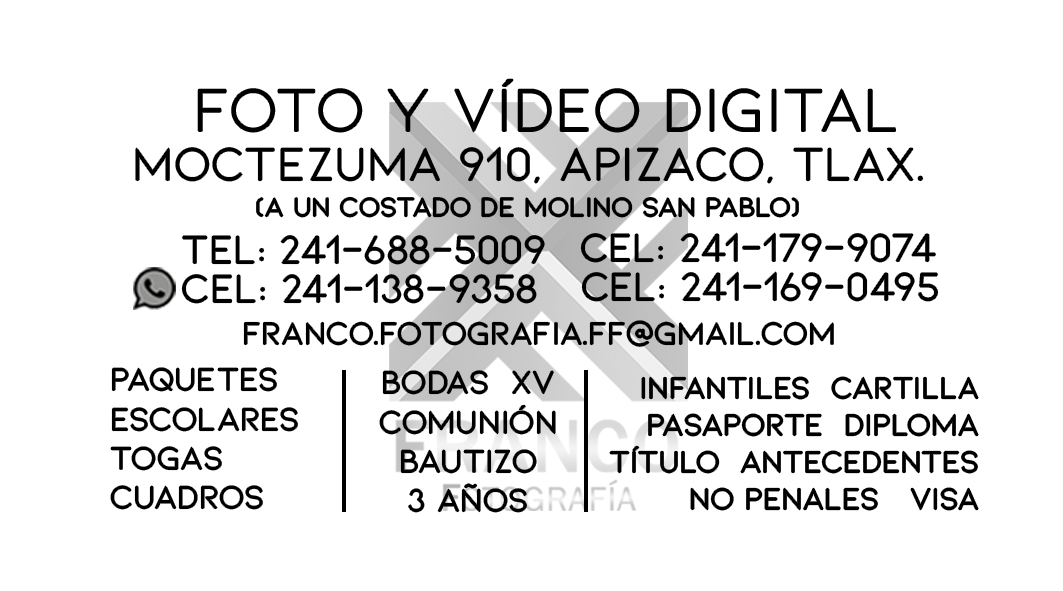 FOTO Y VÍDEO DIGITAL
MOCTEZUMA 910, APIZACO, TLAX.
(A UN COSTADO DE MOLINO SAN PABLO)
TEL: 241-688-5009 CEL: 241-179-9074
CEL: 241-138-9358 CEL: 241-169-0495
FRANCO.FOTOGRAFIA.FF@GMAIL.COM
PAQUETES
ESCOLARES
TOGAS
CUADROS
BODAS XV
COMUNIÓN
BAUTIZO
3 AÑOS
INFANTILES CARTILLA
PASAPORTE DIPLOMA
TÍTULO ANTECEDENTES
NO PENALES VISA
FRANCO
FOTOGRAFÍA